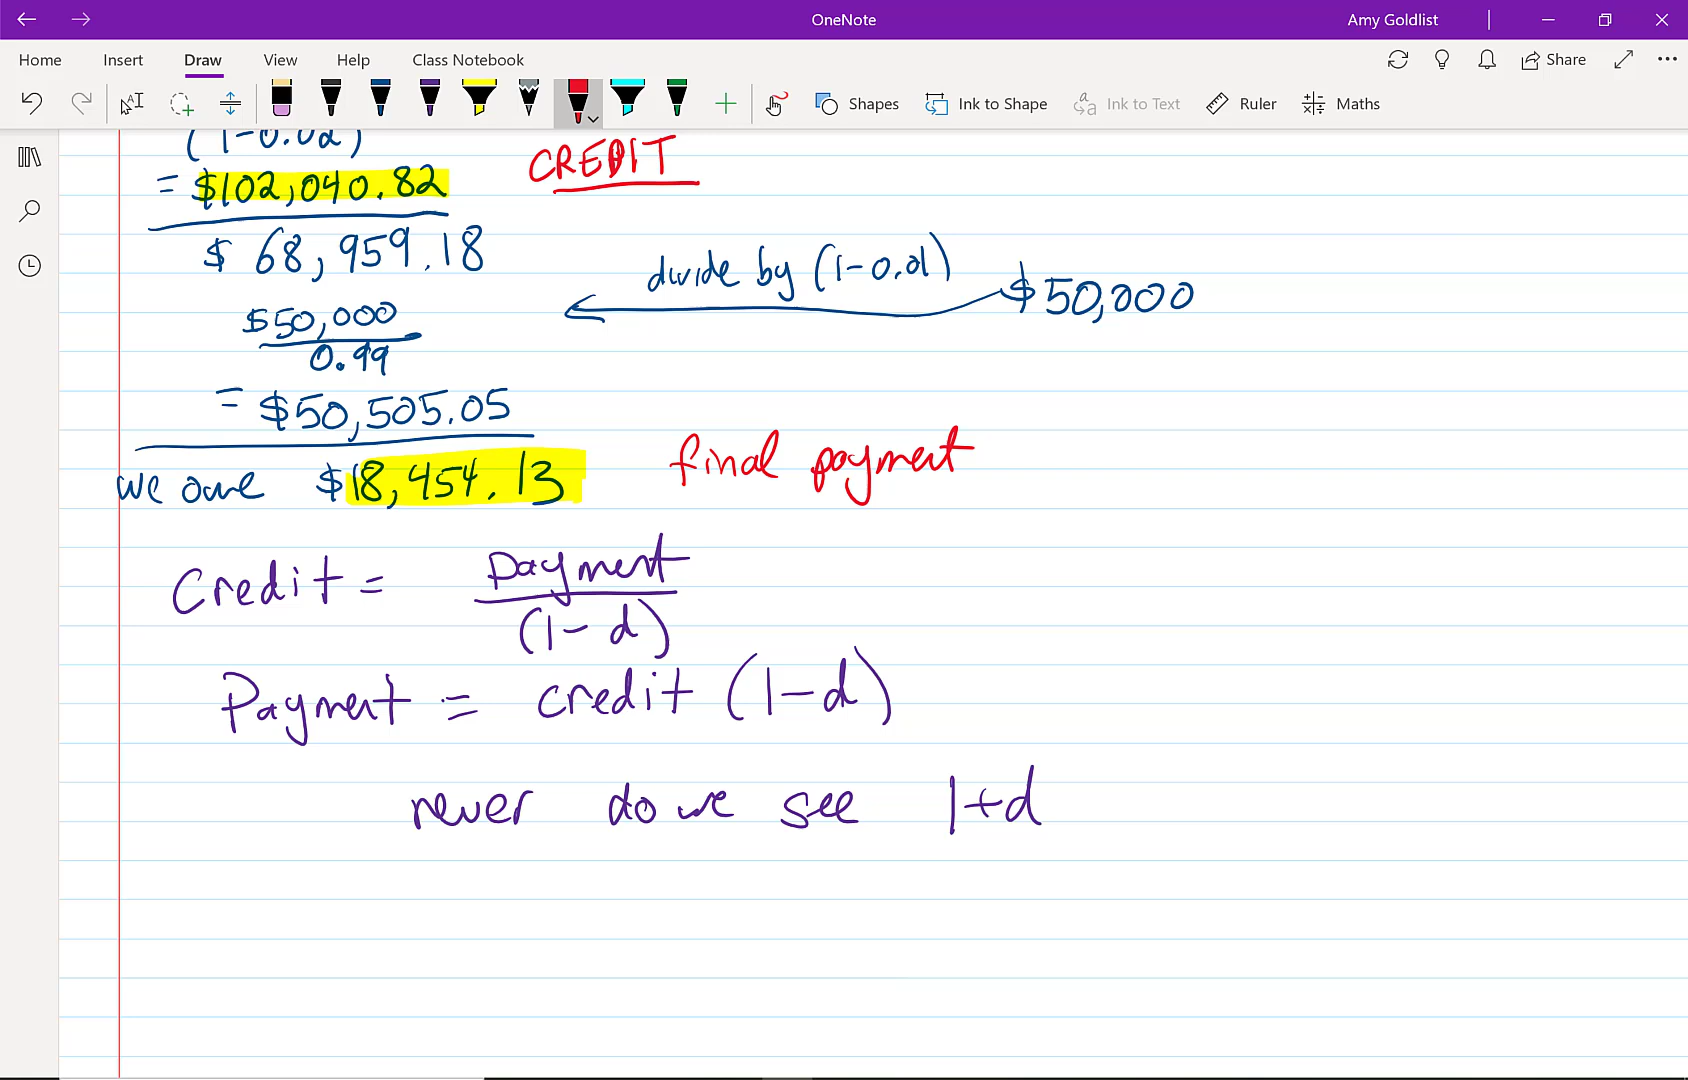 OneNote
Amy Goldlist
Home Insert Draw View Help Class Notebook
Share
Shapes Ink to Shape Ink to Text Ruler Maths
(1-0.02)
CREDIT
= $102,040.82
$ 68,959.18
divide by (1-0.01)
$50,000
$50,000
0.99
= $50,505.05
final payment
we owe $18,454.13
Credit = Payment
(1-d)
Payment = credit (1-d)
never do we see 1+d